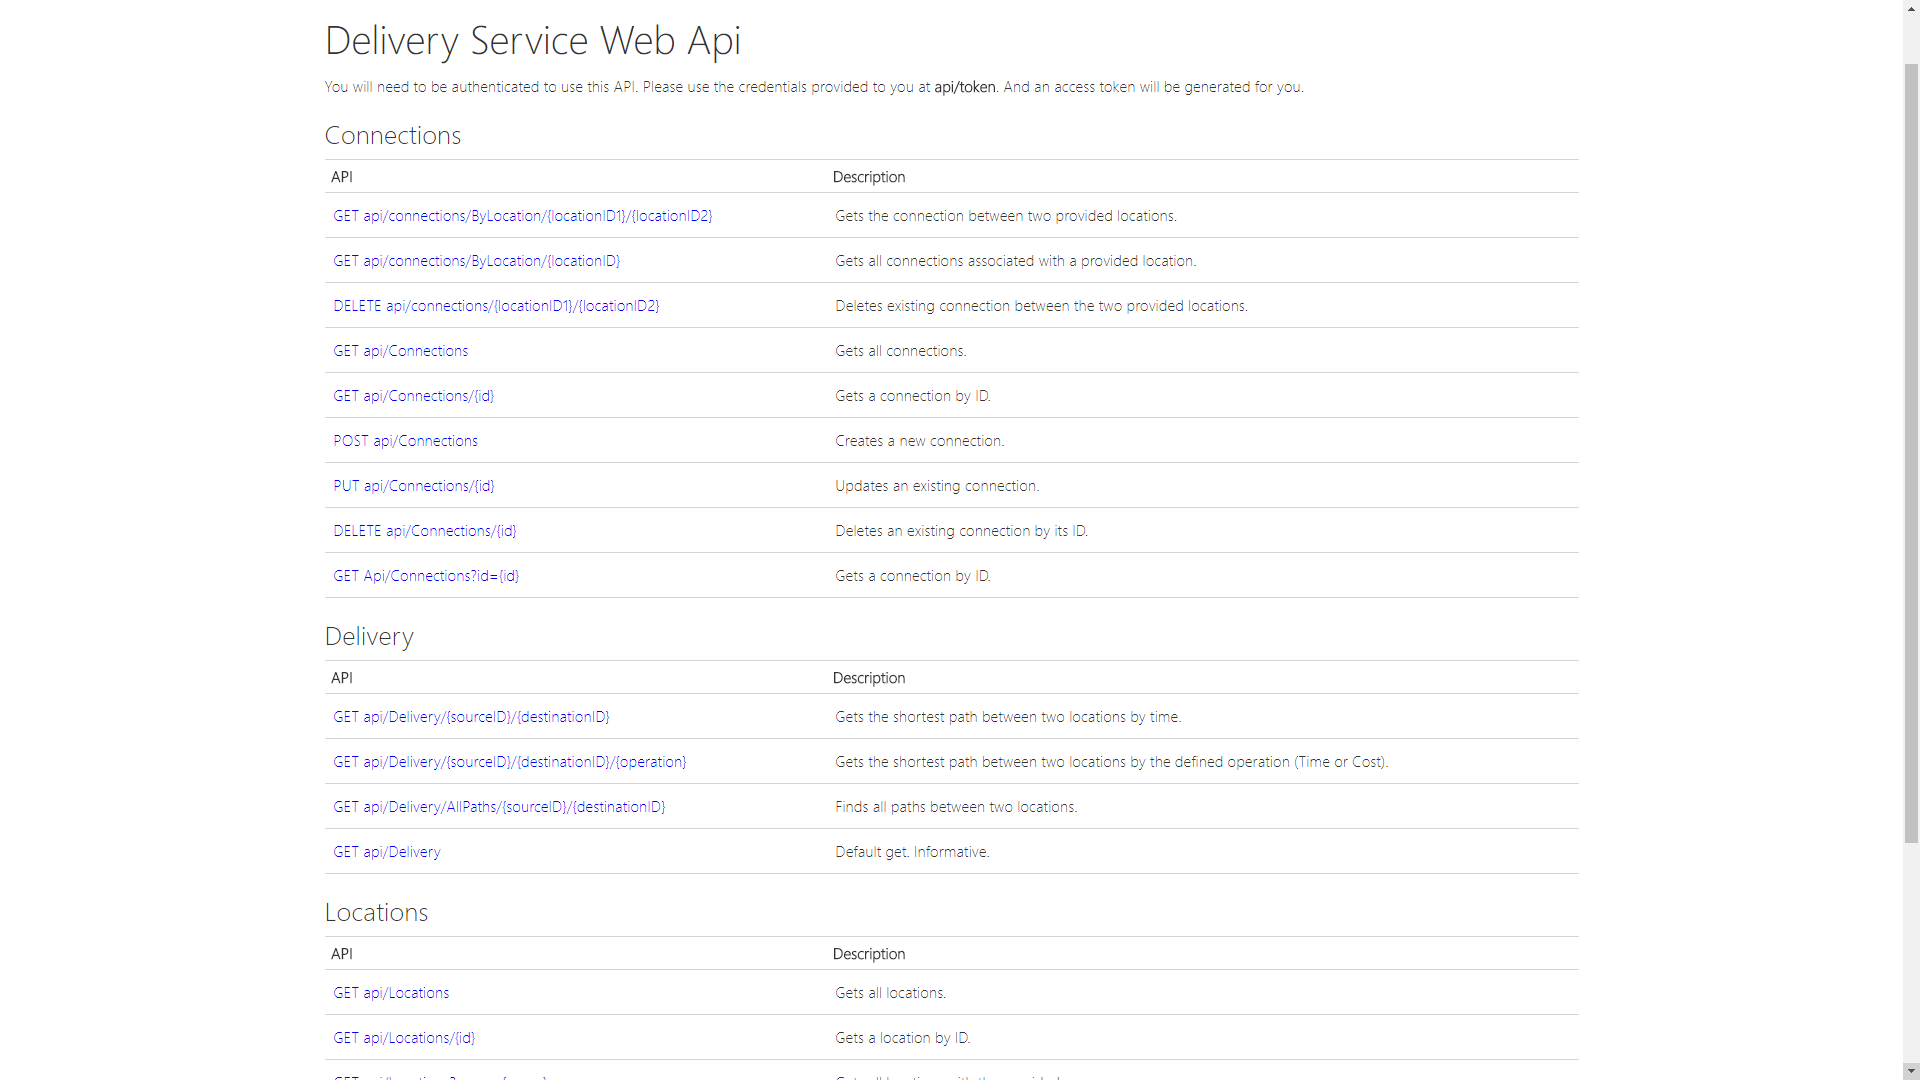 Delivery Service Web Api
You will need to be authenticated to use this API. Please use the credentials provided to you at api/token. And an access token will be generated for you.
Connections
API Description
GET api/connections/ByLocation/{locationID1}/{locationID2} Gets the connection between two provided locations.
GET api/connections/ByLocation/{locationID} Gets all connections associated with a provided location.
DELETE api/connections/{locationID1}/{locationID2} Deletes existing connection between the two provided locations.
GET api/Connections Gets all connections.
GET api/Connections/{id} Gets a connection by ID.
POST api/Connections Creates a new connection.
PUT api/Connections/{id} Updates an existing connection.
DELETE api/Connections/{id} Deletes an existing connection by its ID.
GET Api/Connections?id={id} Gets a connection by ID.
Delivery
API Description
GET api/Delivery/{sourceID}/{destinationID} Gets the shortest path between two locations by time.
GET api/Delivery/{sourceID}/{destinationID}/{operation} Gets the shortest path between two locations by the defined operation (Time or Cost).
GET api/Delivery/AllPaths/{sourceID}/{destinationID} Finds all paths between two locations.
GET api/Delivery Default get. Informative.
Locations
API Description
GET api/Locations Gets all locations.
GET api/Locations/{id} Gets a location by ID.